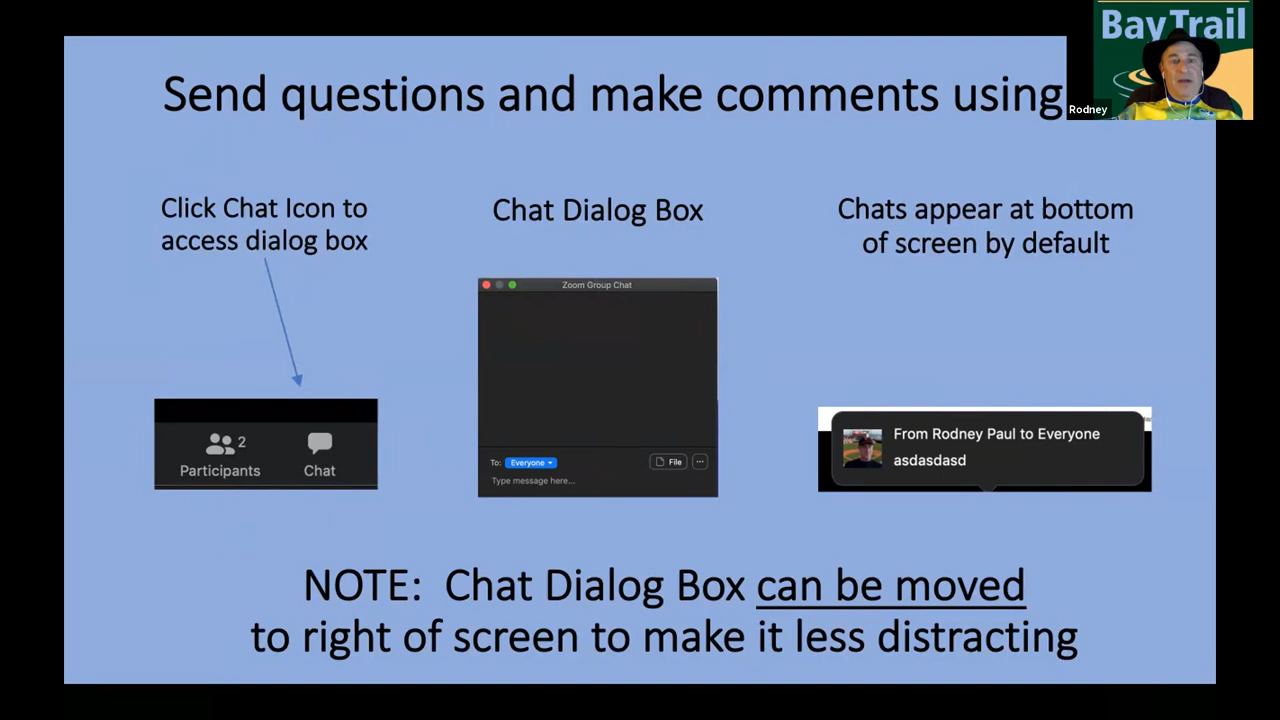 Bay Trail
Rodney
Send questions and make comments using
Click Chat Icon to
access dialog box
Chat Dialog Box
Chats appear at bottom
of screen by default
Zoom Group Chat
To: Everyone File
Type message here...
2
Participants Chat
From Rodney Paul to Everyone
asdasdasd
NOTE: Chat Dialog Box can be moved
to right of screen to make it less distracting